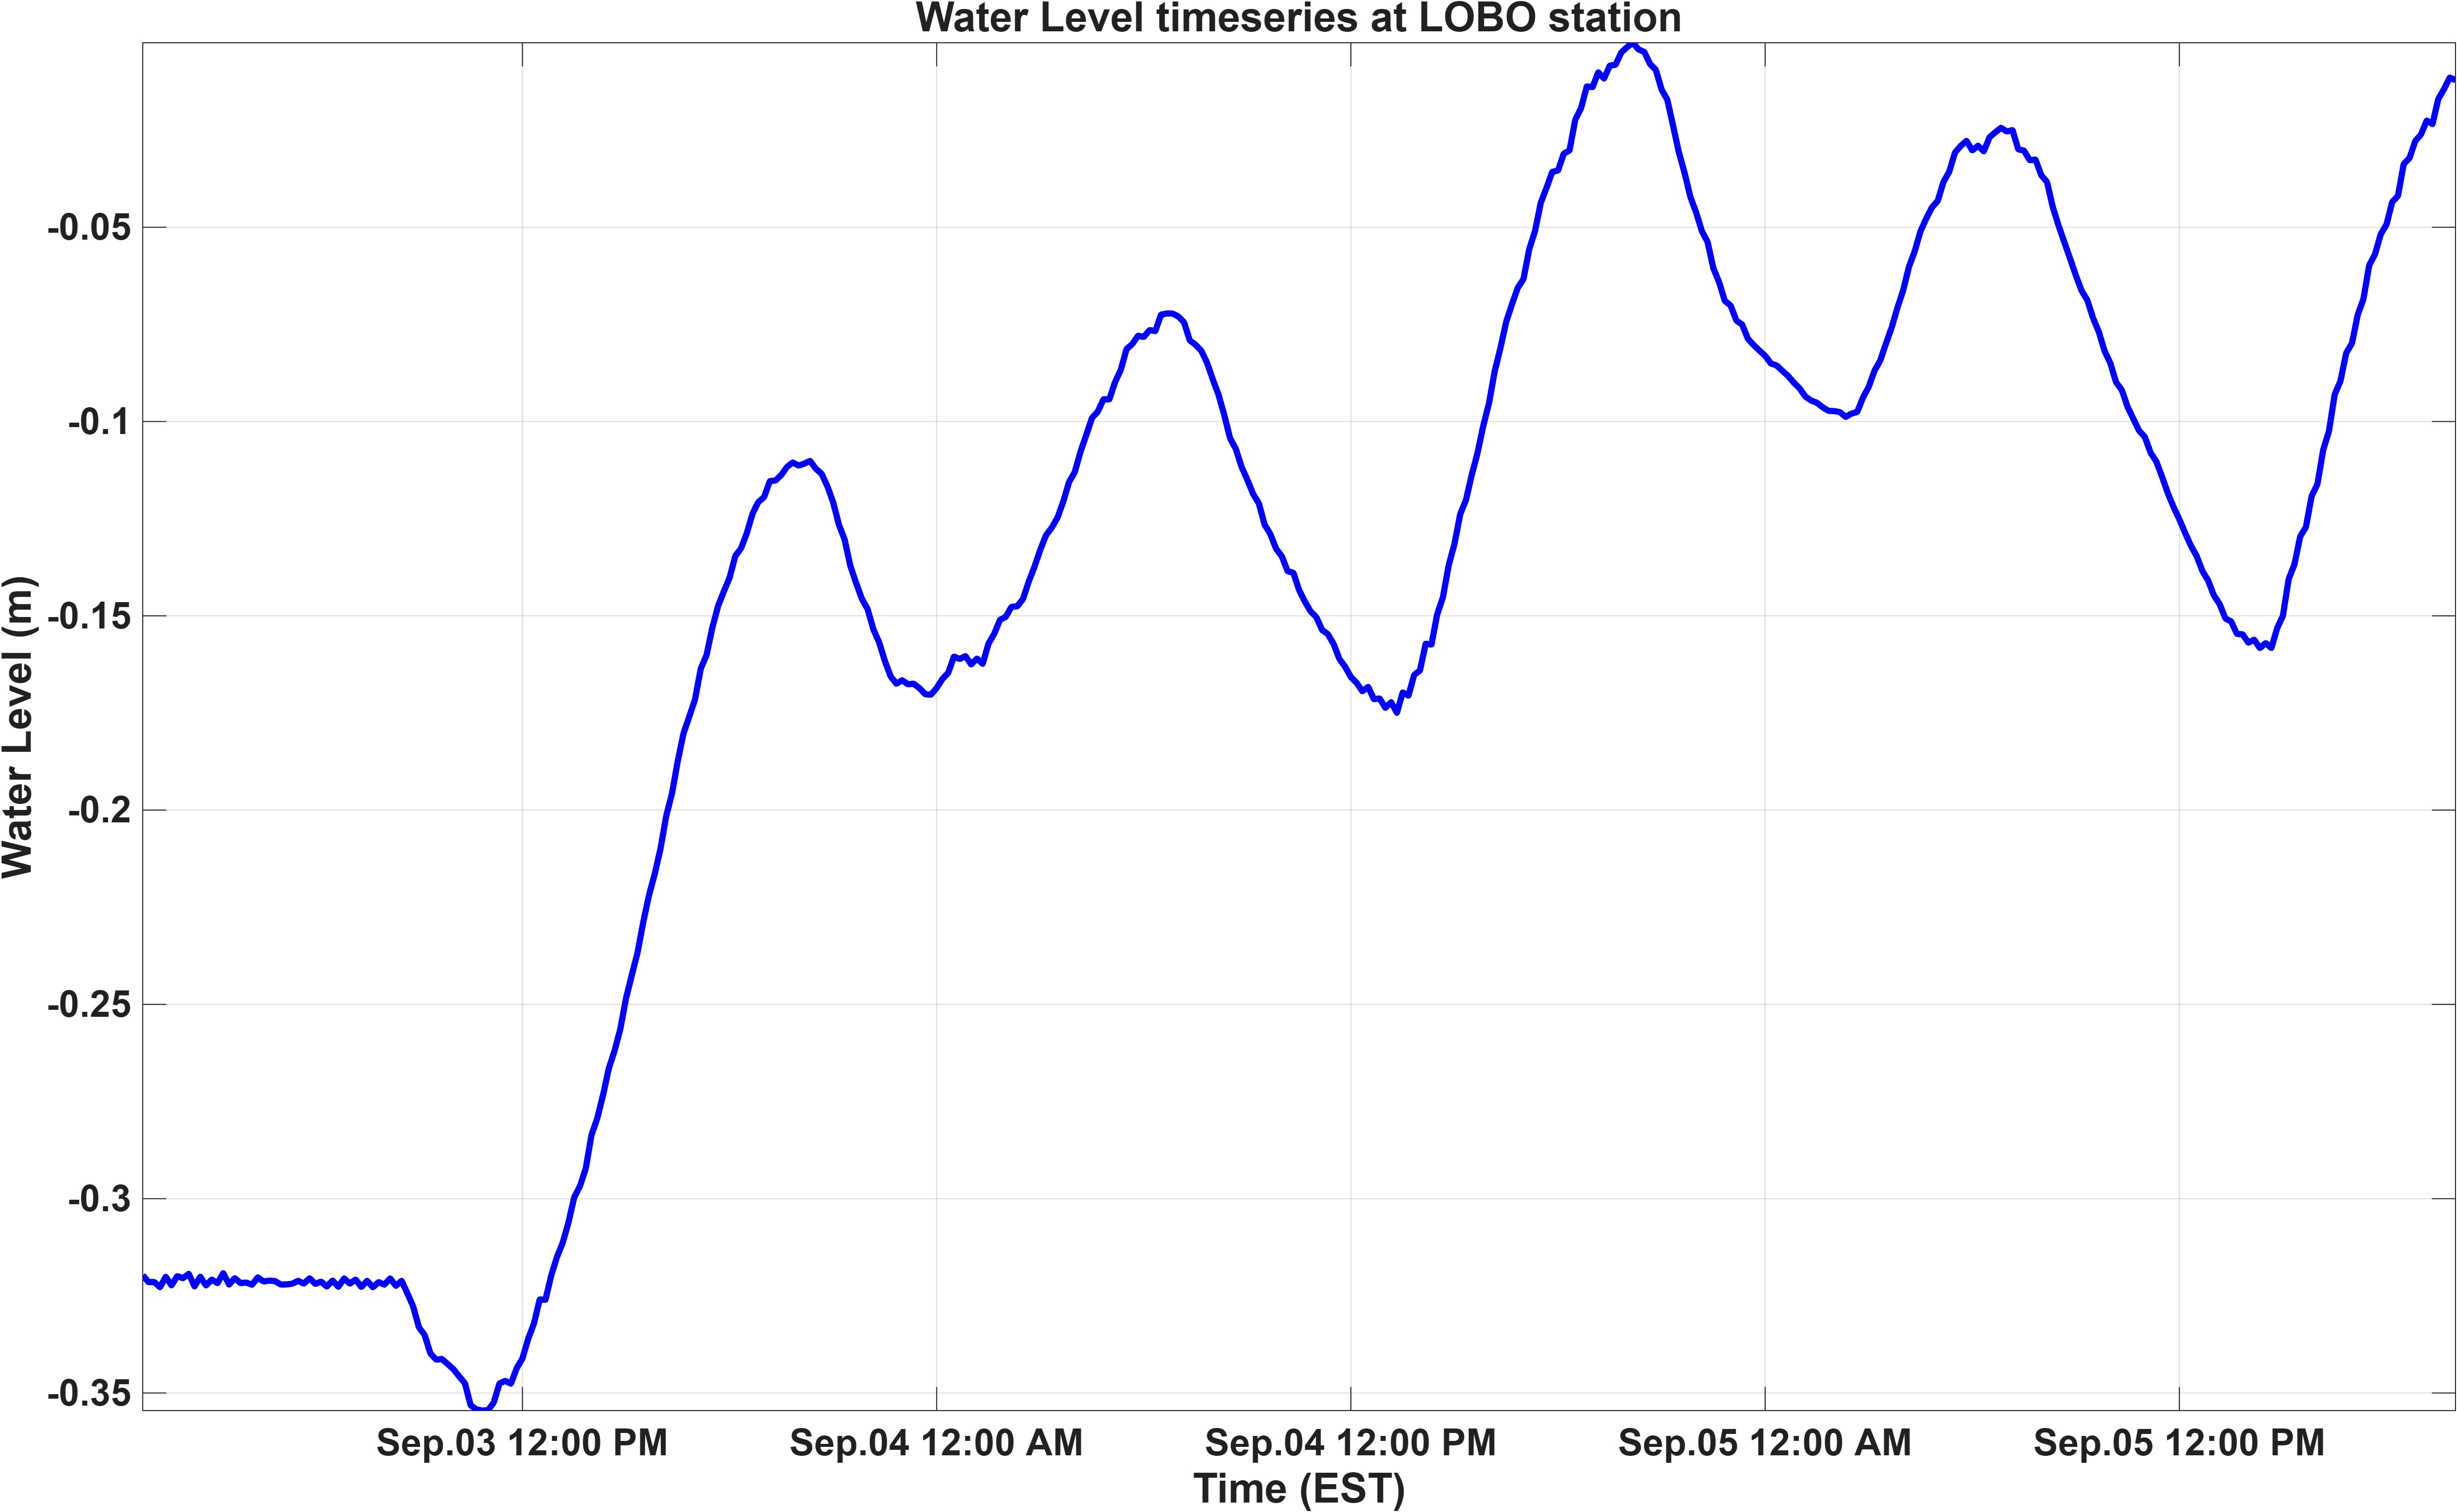 Water Level timeseries at LOBO station
Water Level (m)
-0.05
-0.1
-0.15
-0.2
-0.25
-0.3
-0.35
Sep.03 12:00 PM
Sep.04 12:00 AM
Sep.04 12:00 PM
Sep.05 12:00 AM
Sep.05 12:00 PM
Time (EST)